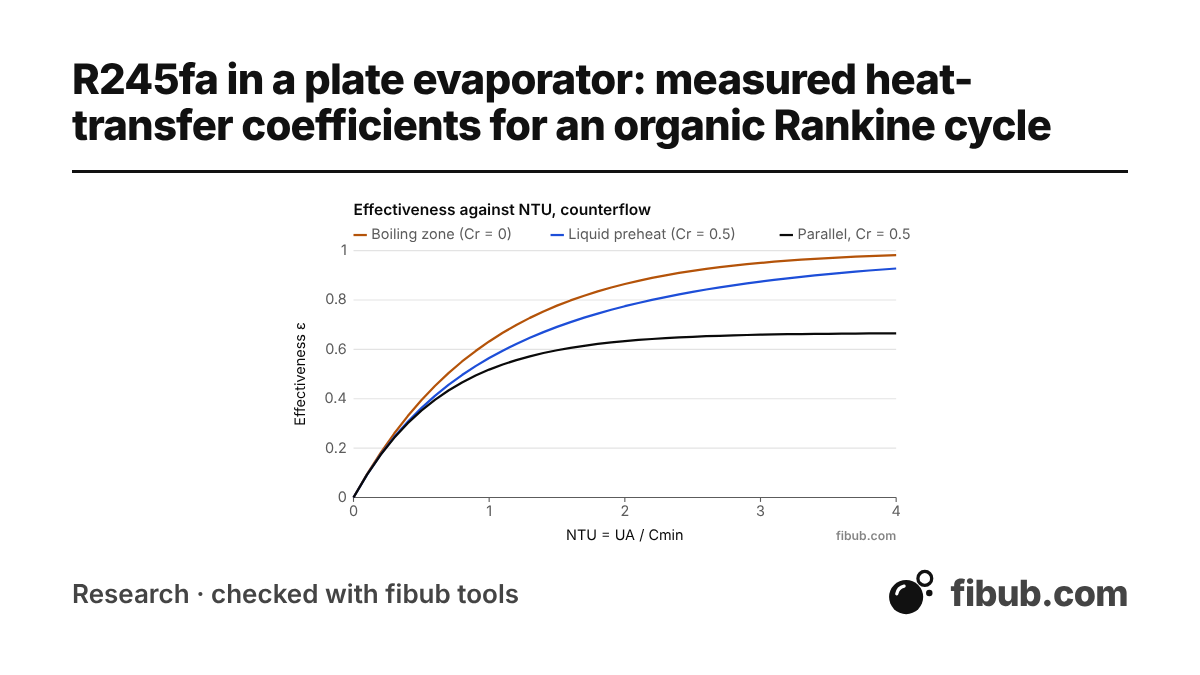 R245fa in a plate evaporator: measured heat-
transfer coefficients for an organic Rankine cycle
Effectiveness against NTU, counterflow
Boiling zone (Cr = 0)
Liquid preheat (Cr = 0.5)
Parallel, Cr = 0.5
1
0.8
0.6
0.4
0.2
0
Effectiveness ε
0
1
2
3
4
NTU = UA / Cmin
fibub.com
Research · checked with fibub tools
fibub.com